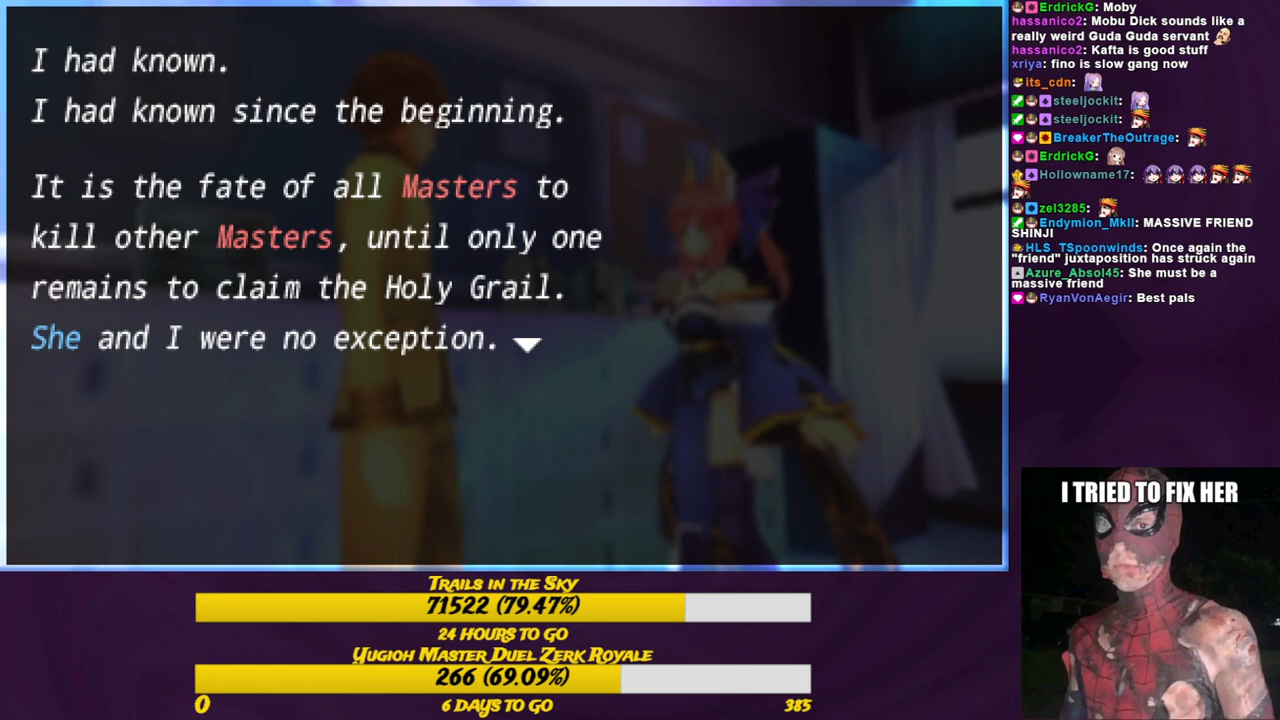 I had known.
I had known since the beginning.
It is the fate of all Masters to
kill other Masters, until only one
remains to claim the Holy Grail.
She and I were no exception.
ErdrickG: Moby
hassanico2: Mobu Dick sounds like a
really weird Guda Guda servant
hassanico2: Kafta is good stuff
xriya: fino is slow gang now
its_cdn:
steeljockit:
steeljockit:
BreakerTheOutrage:
ErdrickG:
Hollowname17:
zel3285:
Endymion_MkII: MASSIVE FRIEND
SHINJI
HLS_TSpoonwinds: Once again the
"friend" juxtaposition has struck again
Azure_Absol45: She must be a
massive friend
RyanVonAegir: Best pals
I TRIED TO FIX HER
Trails in the Sky
71522 (79.47%)
24 hours to go
Yugioh Master Duel Zerk Royale
266 (69.09%)
0
6 days to go
385